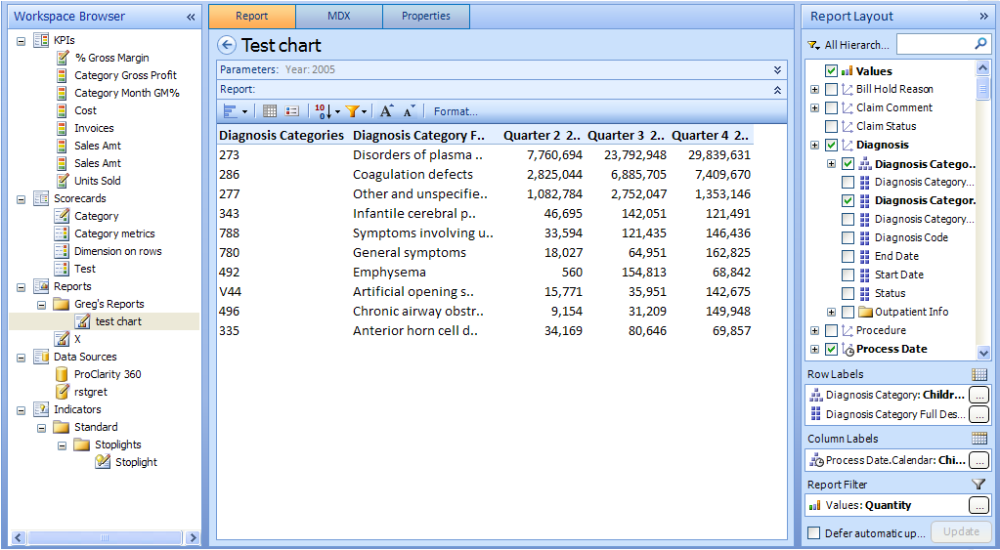 Workspace Browser «
KPIs
% Gross Margin
Category Gross Profit
Category Month GM%
Cost
Invoices
Sales Amt
Sales Amt
Units Sold
Scorecards
Category
Category metrics
Dimension on rows
Test
Reports
Greg's Reports
test chart
X
Data Sources
ProClarity 360
rstgret
Indicators
Standard
Stoplights
Stoplight
Report MDX Properties
Test chart
Parameters: Year: 2005
Report:
10 0 A A Format...
Diagnosis Categories Diagnosis Category F.. Quarter 2 2.. Quarter 3 2.. Quarter 4 2..
273 Disorders of plasma .. 7,760,694 23,792,948 29,839,631
286 Coagulation defects 2,825,044 6,885,705 7,409,670
277 Other and unspecifie.. 1,082,784 2,752,047 1,353,146
343 Infantile cerebral p.. 46,695 142,051 121,491
788 Symptoms involving u.. 33,594 121,435 146,436
780 General symptoms 18,027 64,951 162,825
492 Emphysema 560 154,813 68,842
V44 Artificial opening s.. 15,771 35,951 142,675
496 Chronic airway obstr.. 9,154 31,209 149,948
335 Anterior horn cell d.. 34,169 80,646 69,857
Report Layout »
All Hierarch...
Values
Bill Hold Reason
Claim Comment
Claim Status
Diagnosis
Diagnosis Catego...
Diagnosis Category...
Diagnosis Categor.
Diagnosis Category...
Diagnosis Code
End Date
Start Date
Status
Outpatient Info
Procedure
Process Date
Row Labels
Diagnosis Category: Childr... ...
Diagnosis Category Full Des... ...
Column Labels
Process Date.Calendar: Chi... ...
Report Filter
Values: Quantity ...
Defer automatic up... Update